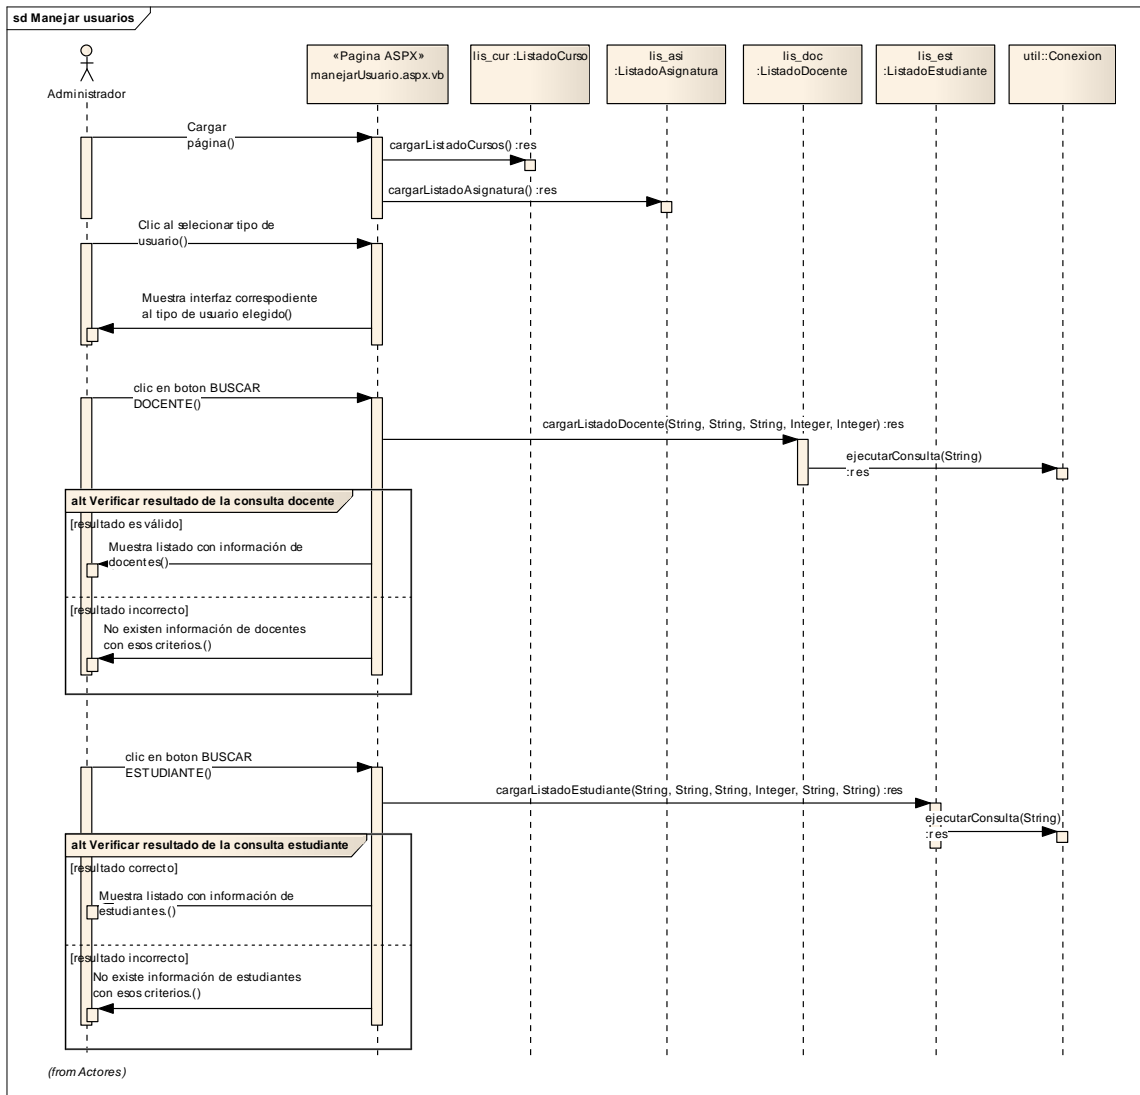 sd Manejar usuarios
Administrador
«Pagina ASPX»
manejarUsuario.aspx.vb
lis_cur :ListadoCurso
lis_asi
:ListadoAsignatura
lis_doc
:ListadoDocente
lis_est
:ListadoEstudiante
util::Conexion
Cargar
página()
cargarListadoCursos() :res
cargarListadoAsignatura() :res
Clic al selecionar tipo de
usuario()
Muestra interfaz correspodiente
al tipo de usuario elegido()
clic en boton BUSCAR
DOCENTE()
cargarListadoDocente(String, String, String, Integer, Integer) :res
ejecutarConsulta(String)
:res
alt Verificar resultado de la consulta docente
[resultado es válido]
Muestra listado con información de
docentes()
[resultado incorrecto]
No existen información de docentes
con esos criterios.()
clic en boton BUSCAR
ESTUDIANTE()
cargarListadoEstudiante(String, String, String, Integer, String, String) :res
ejecutarConsulta(String)
:res
alt Verificar resultado de la consulta estudiante
[resultado correcto]
Muestra listado con información de
estudiantes.()
[resultado incorrecto]
No existe información de estudiantes
con esos criterios.()
(from Actores)